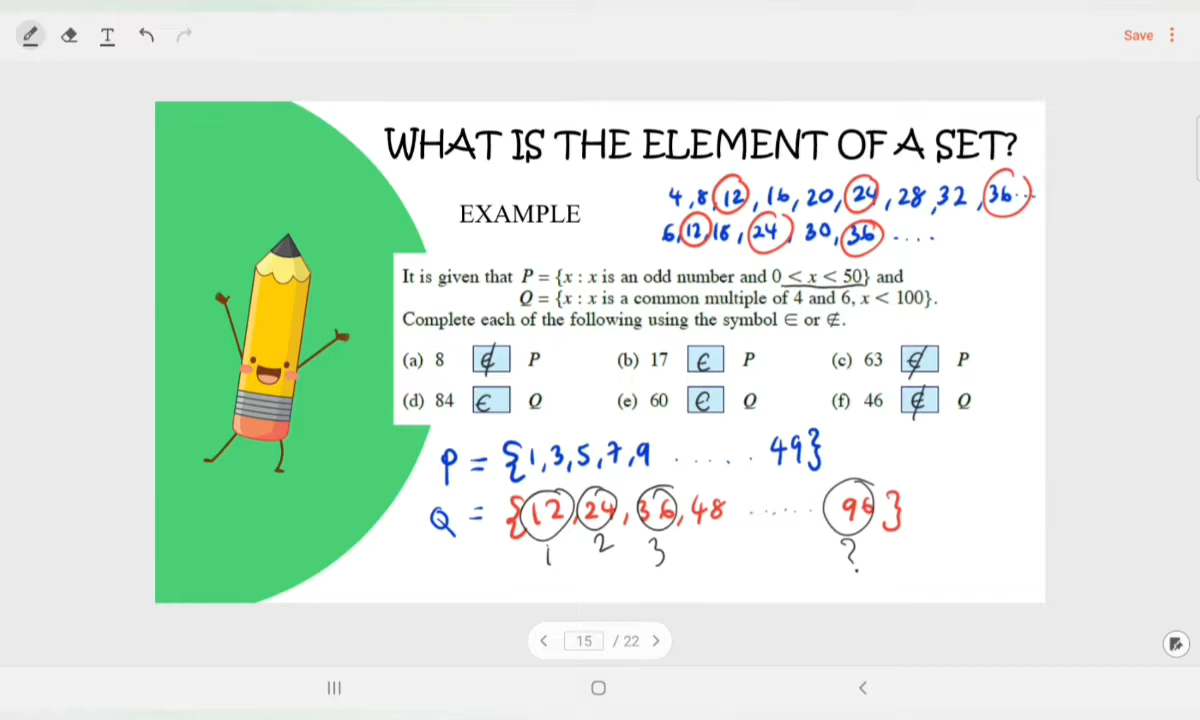 T
Save
WHAT IS THE ELEMENT OF A SET?
EXAMPLE
4,8,12,16,20,24,28,32,36...
6,12,18,24,30,36....
It is given that P = {x : x is an odd number and 0 < x < 50} and
Q = {x : x is a common multiple of 4 and 6, x < 100}.
Complete each of the following using the symbol ∈ or ∉.
(a) 8 ∉ P (b) 17 ∈ P (c) 63 ∉ P
(d) 84 ∈ Q (e) 60 ∈ Q (f) 46 ∉ Q
P = {1,3,5,7,9 ...... 49}
Q = {12,24,36,48 ...... 96}
1 2 3 ?
15 / 22